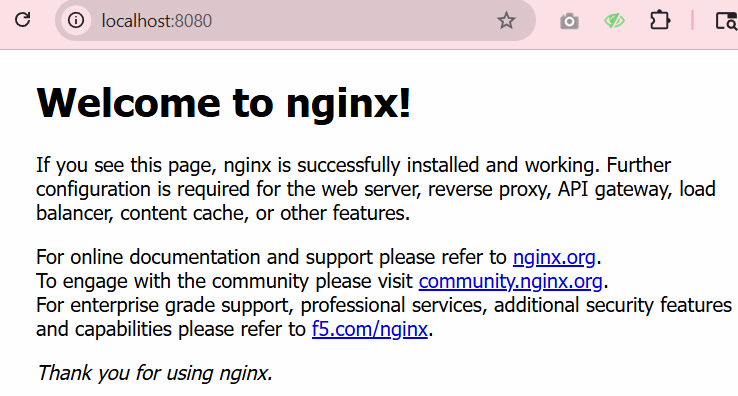 localhost:8080
Welcome to nginx!
If you see this page, nginx is successfully installed and working. Further
configuration is required for the web server, reverse proxy, API gateway, load
balancer, content cache, or other features.
For online documentation and support please refer to nginx.org.
To engage with the community please visit community.nginx.org.
For enterprise grade support, professional services, additional security features
and capabilities please refer to f5.com/nginx.
Thank you for using nginx.